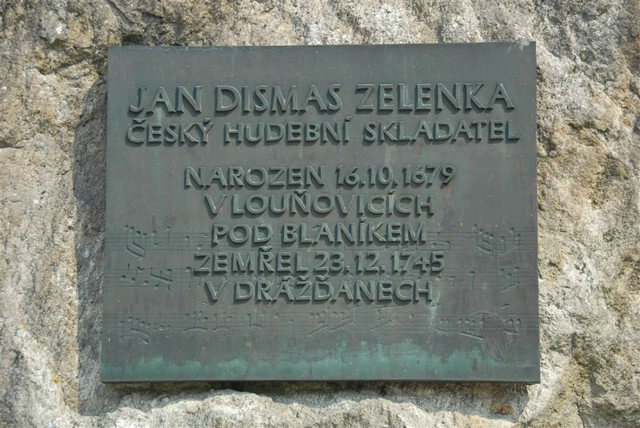 JAN DISMAS ZELENKA
ČESKÝ HUDEBNÍ SKLADATEL
NAROZEN 16.10.1679
V LOUŇOVICÍCH
POD BLANÍKEM
ZEMŘEL 23.12.1745
V DRÁŽĎANECH